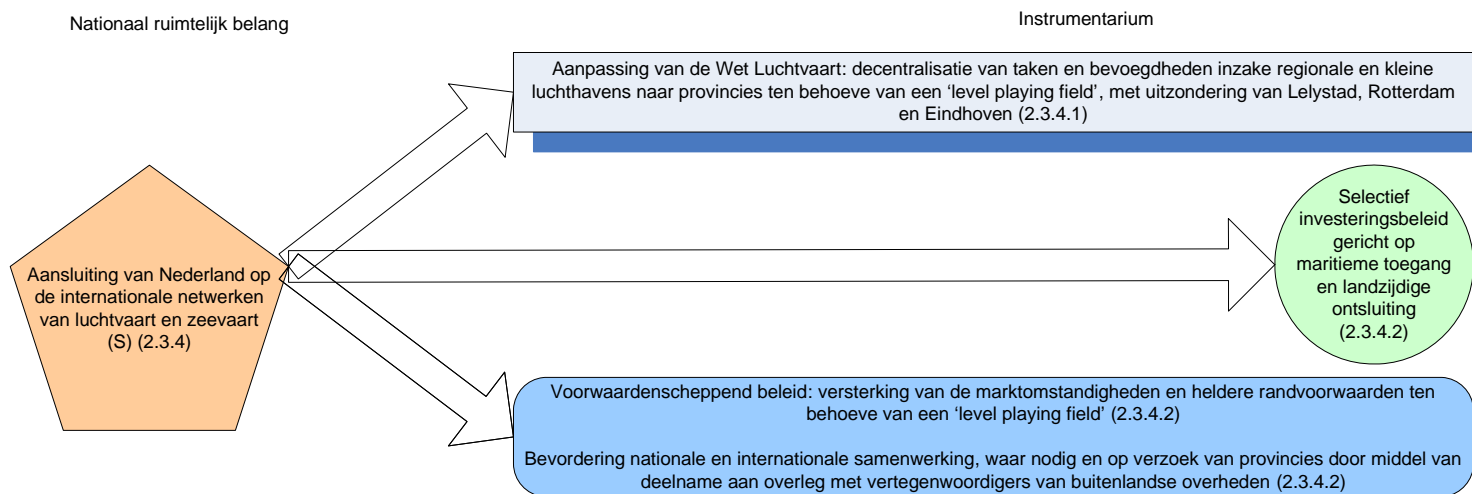 Nationaal ruimtelijk belang
Instrumentarium
Aanpassing van de Wet Luchtvaart: decentralisatie van taken en bevoegdheden inzake regionale en kleine
luchthavens naar provincies ten behoeve van een ‘level playing field’, met uitzondering van Lelystad, Rotterdam
en Eindhoven (2.3.4.1)
Aansluiting van Nederland op
de internationale netwerken
van luchtvaart en zeevaart
(S) (2.3.4)
Selectief
investeringsbeleid
gericht op
maritieme toegang
en landzijdige
ontsluiting
(2.3.4.2)
Voorwaardenscheppend beleid: versterking van de marktomstandigheden en heldere randvoorwaarden ten
behoeve van een ‘level playing field’ (2.3.4.2)
Bevordering nationale en internationale samenwerking, waar nodig en op verzoek van provincies door middel van
deelname aan overleg met vertegenwoordigers van buitenlandse overheden (2.3.4.2)